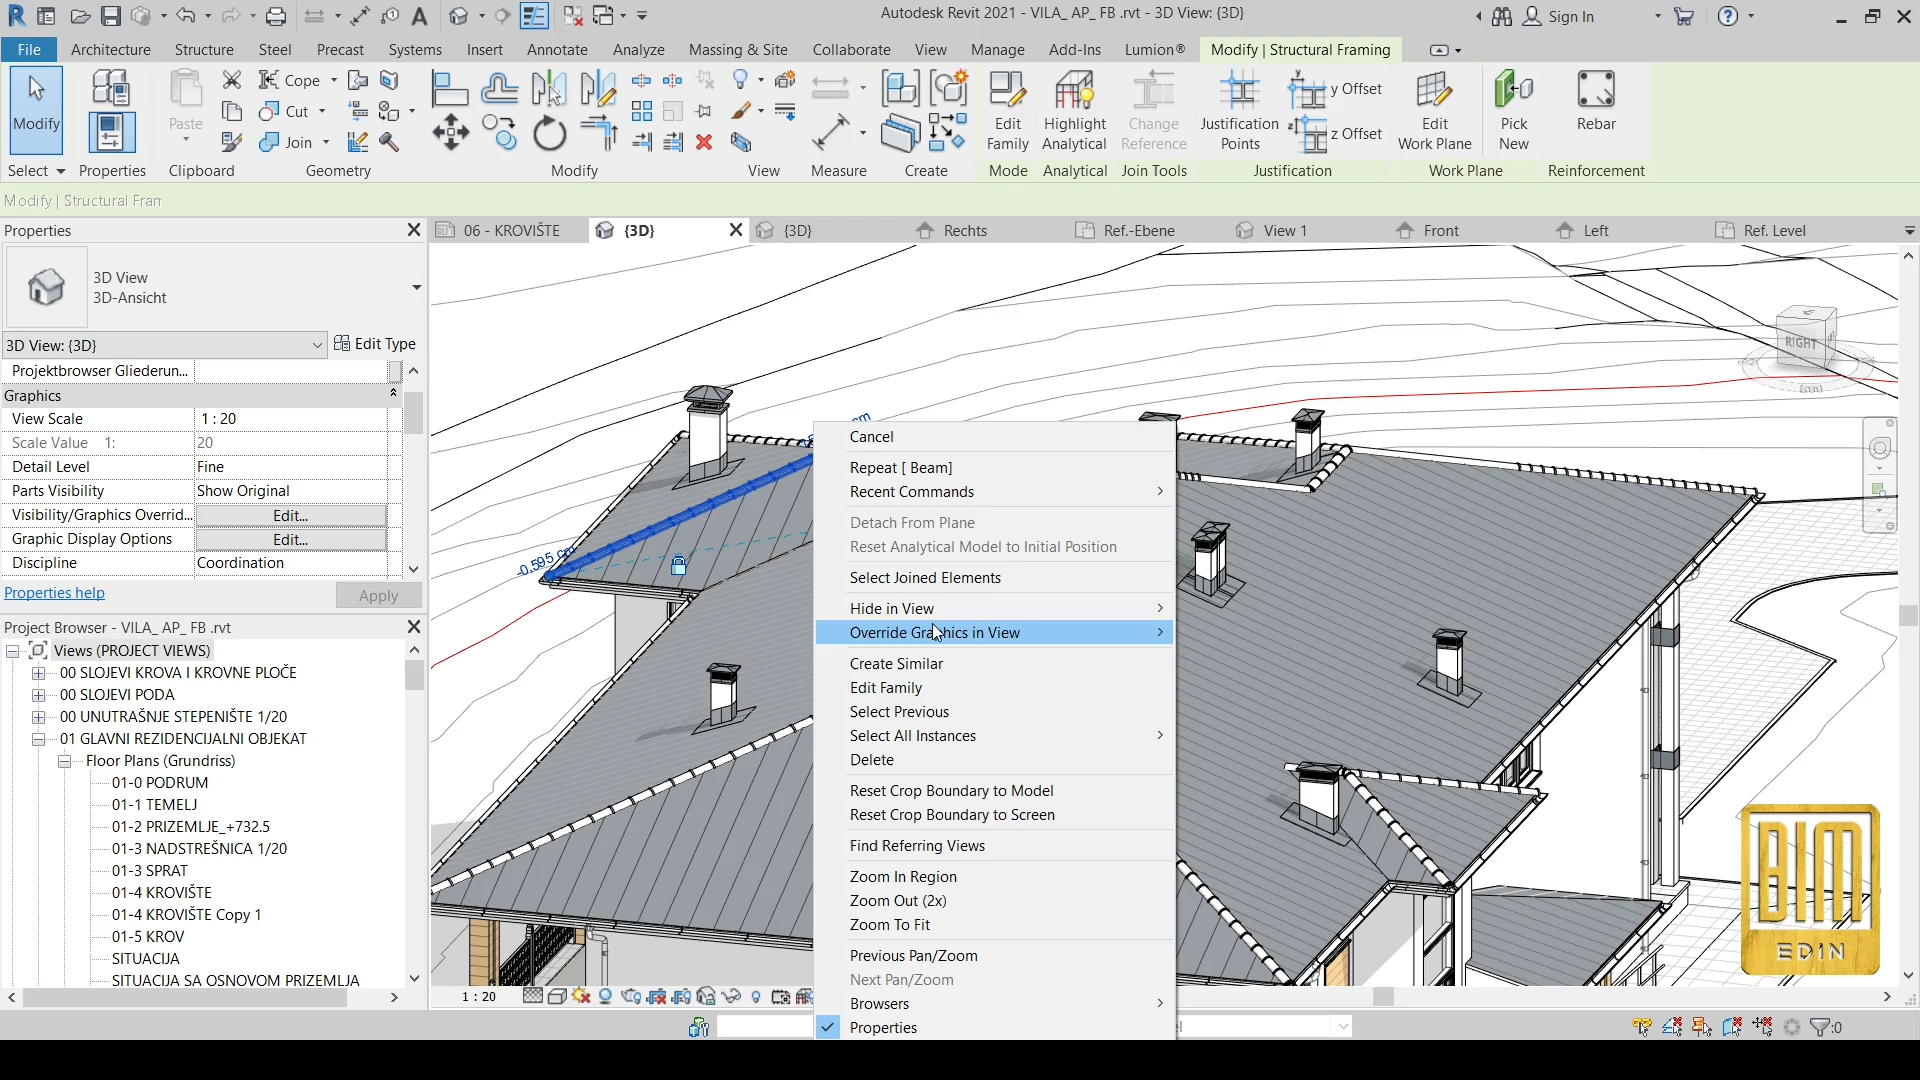 Autodesk Revit 2021 - VILA_ AP_ FB .rvt - 3D View: {3D}
Sign In
File
Architecture
Structure
Steel
Precast
Systems
Insert
Annotate
Analyze
Massing & Site
Collaborate
View
Manage
Add-Ins
Lumion®
Modify | Structural Framing
Modify
Paste
Cope
Cut
Join
Edit
Family
Highlight
Analytical
Change
Reference
Justification
Points
y Offset
z Offset
Edit
Work Plane
Pick
New
Rebar
Select
Properties
Clipboard
Geometry
Modify
View
Measure
Create
Mode
Analytical
Join Tools
Justification
Work Plane
Reinforcement
Modify | Structural Fran
Properties
06 - KROVIŠTE
{3D}
{3D}
Rechts
Ref.-Ebene
View 1
Front
Left
Ref. Level
3D View
3D-Ansicht
3D View: {3D}
Edit Type
Projektbrowser Gliederun...
Graphics
View Scale
1 : 20
Scale Value 1:
20
Detail Level
Fine
Parts Visibility
Show Original
Visibility/Graphics Overrid...
Edit...
Graphic Display Options
Edit...
Discipline
Coordination
Properties help
Apply
Project Browser - VILA_ AP_ FB .rvt
Views (PROJECT VIEWS)
00 SLOJEVI KROVA I KROVNE PLOČE
00 SLOJEVI PODA
00 UNUTRAŠNJE STEPENIŠTE 1/20
01 GLAVNI REZIDENCIJALNI OBJEKAT
Floor Plans (Grundriss)
01-0 PODRUM
01-1 TEMELJ
01-2 PRIZEMLJE_+732.5
01-3 NADSTREŠNICA 1/20
01-3 SPRAT
01-4 KROVIŠTE
01-4 KROVIŠTE Copy 1
01-5 KROV
SITUACIJA
SITUACIJA SA OSNOVOM PRIZEMLJA
RIGHT
-0.595 cm
cm
Cancel
Repeat [ Beam]
Recent Commands
Detach From Plane
Reset Analytical Model to Initial Position
Select Joined Elements
Hide in View
Override Graphics in View
Create Similar
Edit Family
Select Previous
Select All Instances
Delete
Reset Crop Boundary to Model
Reset Crop Boundary to Screen
Find Referring Views
Zoom In Region
Zoom Out (2x)
Zoom To Fit
Previous Pan/Zoom
Next Pan/Zoom
Browsers
Properties
1 : 20
:0
BIM
EDIN